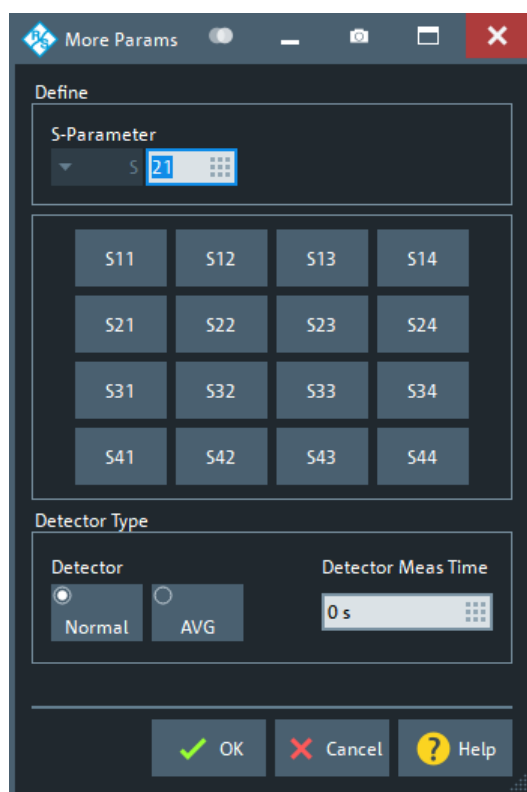 R S More Params
Define
S-Parameter
S 21
S11 S12 S13 S14
S21 S22 S23 S24
S31 S32 S33 S34
S41 S42 S43 S44
Detector Type
Detector Detector Meas Time
Normal AVG 0 s
OK Cancel ? Help